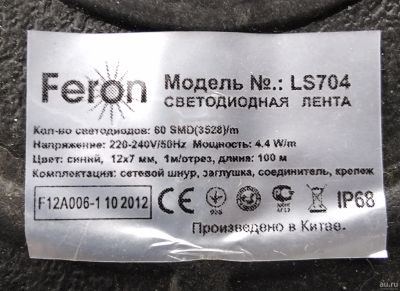 Feron
Модель №.: LS704
СВЕТОДИОДНАЯ ЛЕНТА
Кол-во светодиодов: 60 SMD(3528)/m
Напряжение: 220-240V/50Hz Мощность: 4.4 W/m
Цвет: синий, 12x7 мм, 1м/отрез, длина: 100 м
Комплектация: сетевой шнур, заглушка, соединитель, крепеж
F12A006-1 10 2012 CE IP68
Произведено в Китае.
au.ru